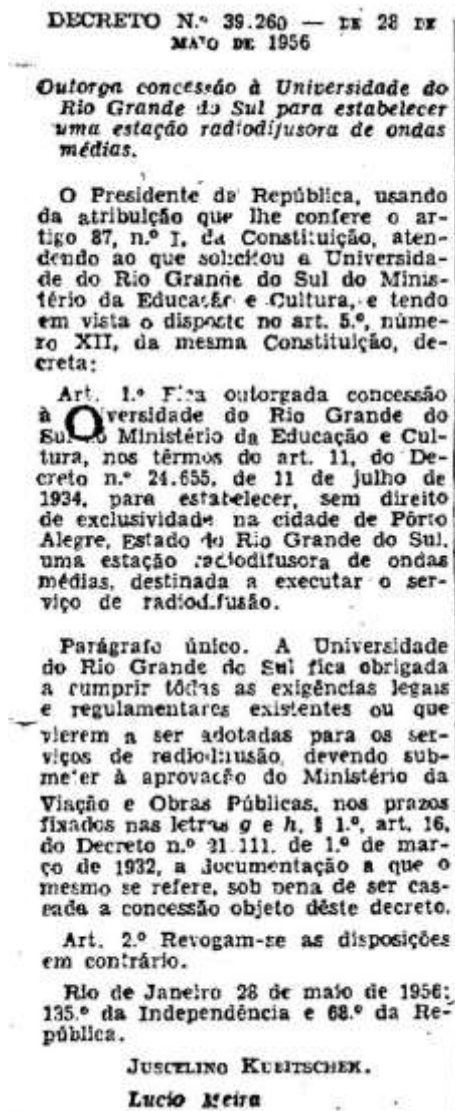 DECRETO N.º 39.260 — DE 28 DE
MAIO DE 1956
Outorga concessão à Universidade do
Rio Grande do Sul para estabelecer
uma estação radiodifusora de ondas
médias.
O Presidente da República, usando
da atribuição que lhe confere o ar-
tigo 87, n.º I, da Constituição, aten-
dendo ao que solicitou a Universida-
de do Rio Grande do Sul do Minis-
tério da Educação e Cultura, e tendo
em vista o disposto no art. 5.º, núme-
ro XII, da mesma Constituição, de-
creta:
Art. 1.º Fica outorgada concessão
à Universidade do Rio Grande do
Sul do Ministério da Educação e Cul-
tura, nos têrmos do art. 11, do De-
creto n.º 24.655, de 11 de julho de
1934, para estabelecer, sem direito
de exclusividade na cidade de Pôrto
Alegre, Estado do Rio Grande do Sul,
uma estação radiodifusora de ondas
médias, destinada a executar o ser-
viço de radiodifusão.
Parágrafo único. A Universidade
do Rio Grande do Sul fica obrigada
a cumprir tôdas as exigências legais
e regulamentares existentes ou que
vierem a ser adotadas para os ser-
viços de radiodifusão, devendo sub-
meter à aprovação do Ministério da
Viação e Obras Públicas, nos prazos
fixados nas letras g e h, § 1.º, art. 16,
do Decreto n.º 21.111, de 1.º de mar-
ço de 1932, a documentação a que o
mesmo se refere, sob pena de ser cas-
sada a concessão objeto dêste decreto.
Art. 2.º Revogam-se as disposições
em contrário.
Rio de Janeiro 28 de maio de 1956;
135.º da Independência e 68.º da Re-
pública.
JUSCELINO KUBITSCHEK.
Lucio Meira